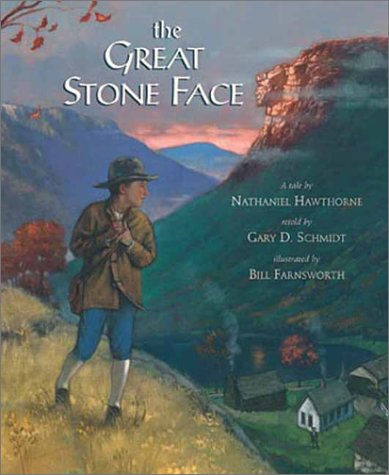 the
GREAT
STONE FACE
A tale by
NATHANIEL HAWTHORNE
retold by
GARY D. SCHMIDT
illustrated by
BILL FARNSWORTH